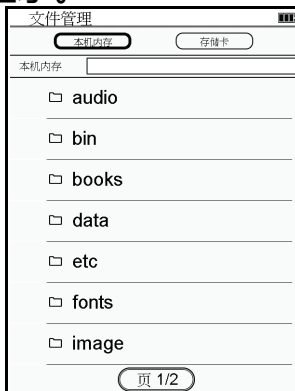 文件管理
本机内存 存储卡
本机内存
audio
bin
books
data
etc
fonts
image
页 1/2